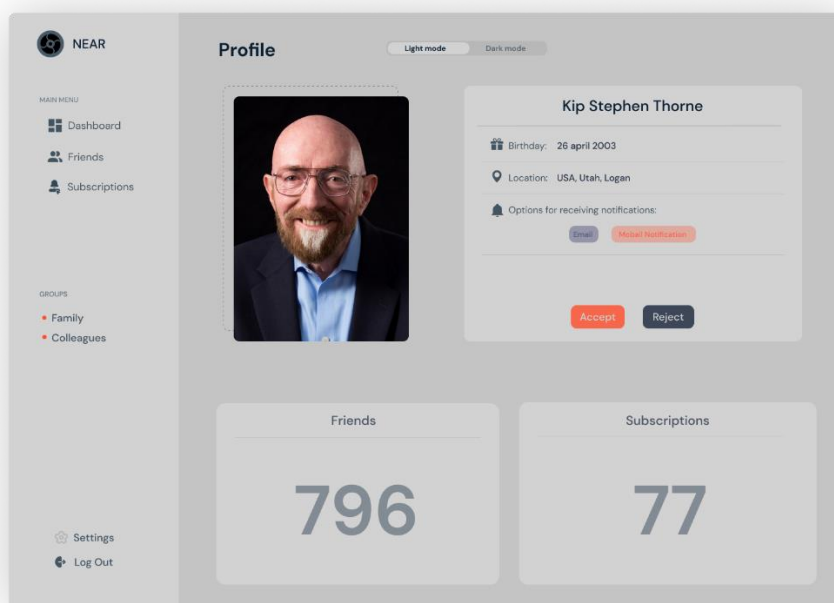 NEAR
MAIN MENU
Dashboard
Friends
Subscriptions
GROUPS
Family
Colleagues
Settings
Log Out
Profile
Light mode
Dark mode
Kip Stephen Thorne
Birthday: 26 april 2003
Location: USA, Utah, Logan
Options for receiving notifications:
Email
Mobail Notification
Accept
Reject
Friends
796
Subscriptions
77